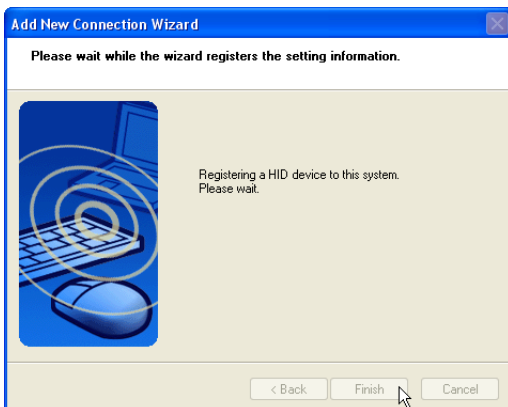 Add New Connection Wizard
Please wait while the wizard registers the setting information.
Registering a HID device to this system.
Please wait.
< Back
Finish
Cancel